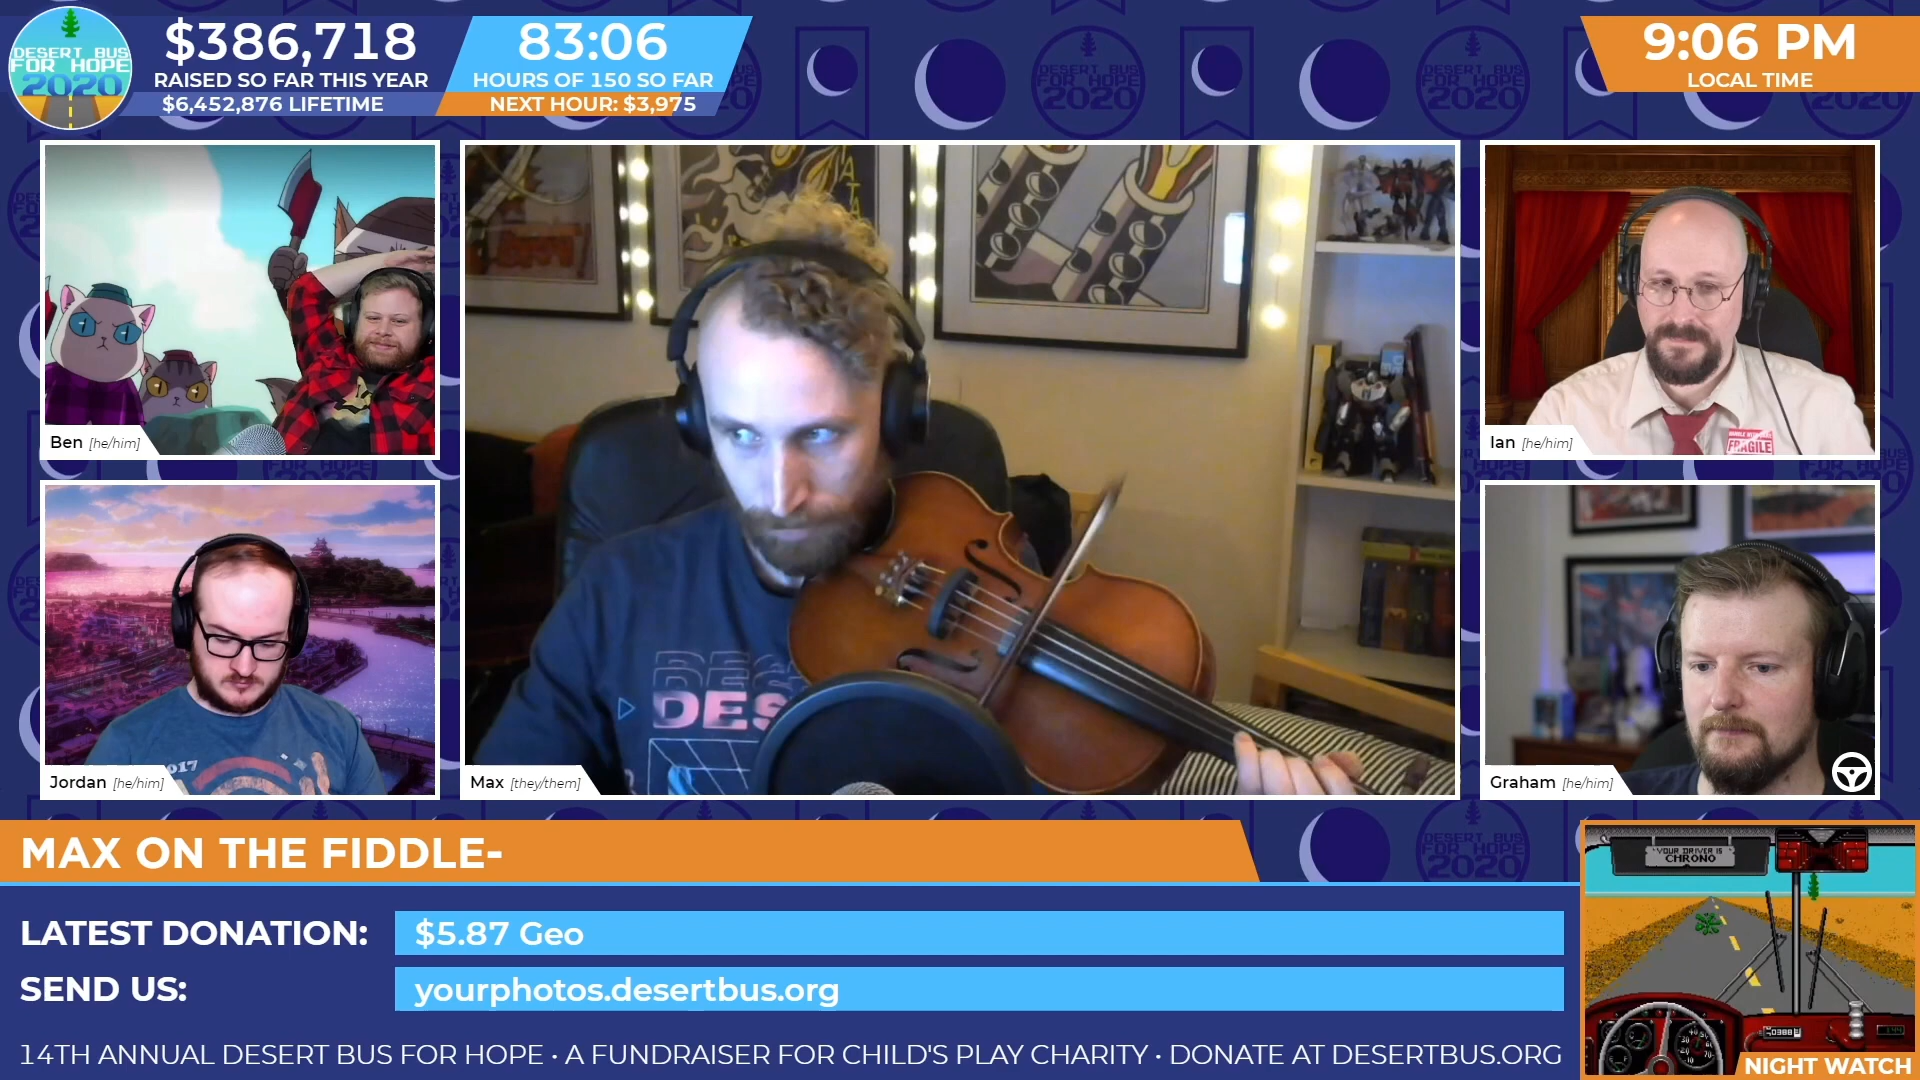 DESERT BUS
FOR HOPE
2020
$386,718
RAISED SO FAR THIS YEAR
$6,452,876 LIFETIME
83:06
HOURS OF 150 SO FAR
NEXT HOUR: $3,975
9:06 PM
LOCAL TIME
Ben [he/him]
Ian [he/him]
FRAGILE
DES
2017
Jordan [he/him]
Max [they/them]
Graham [he/him]
MAX ON THE FIDDLE-
YOUR DRIVER IS
CHRONO
LATEST DONATION:
$5.87 Geo
SEND US:
yourphotos.desertbus.org
14TH ANNUAL DESERT BUS FOR HOPE • A FUNDRAISER FOR CHILD'S PLAY CHARITY • DONATE AT DESERTBUS.ORG
NIGHT WATCH